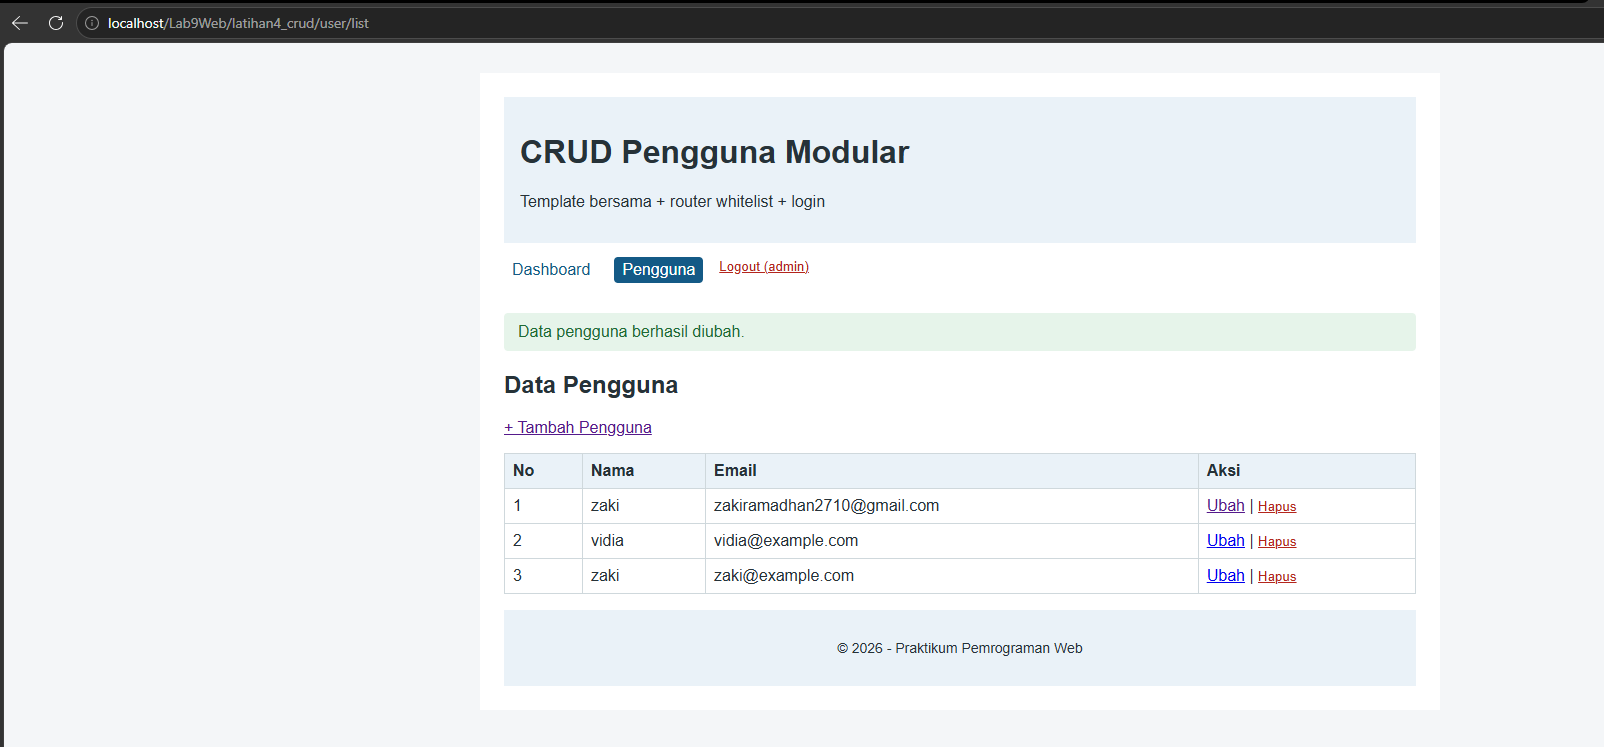 localhost/Lab9Web/latihan4_crud/user/list
CRUD Pengguna Modular
Template bersama + router whitelist + login
Dashboard Pengguna Logout (admin)
Data pengguna berhasil diubah.
Data Pengguna
+ Tambah Pengguna
No Nama Email Aksi
1 zaki zakiramadhan2710@gmail.com Ubah | Hapus
2 vidia vidia@example.com Ubah | Hapus
3 zaki zaki@example.com Ubah | Hapus
© 2026 - Praktikum Pemrograman Web